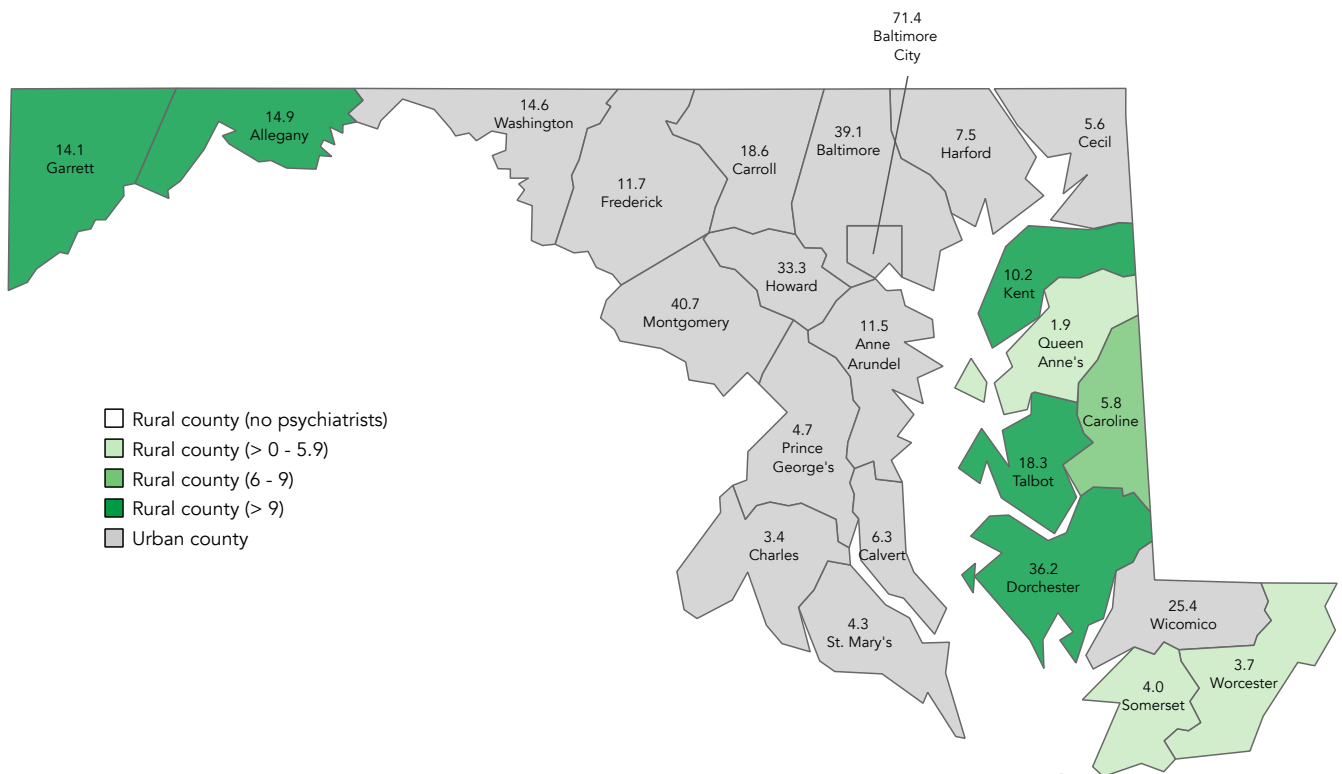 71.4
Baltimore
City
14.9
Allegany
14.1
Garrett
14.6
Washington
11.7
Frederick
18.6
Carroll
39.1
Baltimore
7.5
Harford
5.6
Cecil
33.3
Howard
40.7
Montgomery
11.5
Anne
Arundel
10.2
Kent
1.9
Queen
Anne's
5.8
Caroline
4.7
Prince
George's
18.3
Talbot
3.4
Charles
6.3
Calvert
36.2
Dorchester
4.3
St. Mary's
25.4
Wicomico
4.0
Somerset
3.7
Worcester
Rural county (no psychiatrists)
Rural county (> 0 - 5.9)
Rural county (6 - 9)
Rural county (> 9)
Urban county